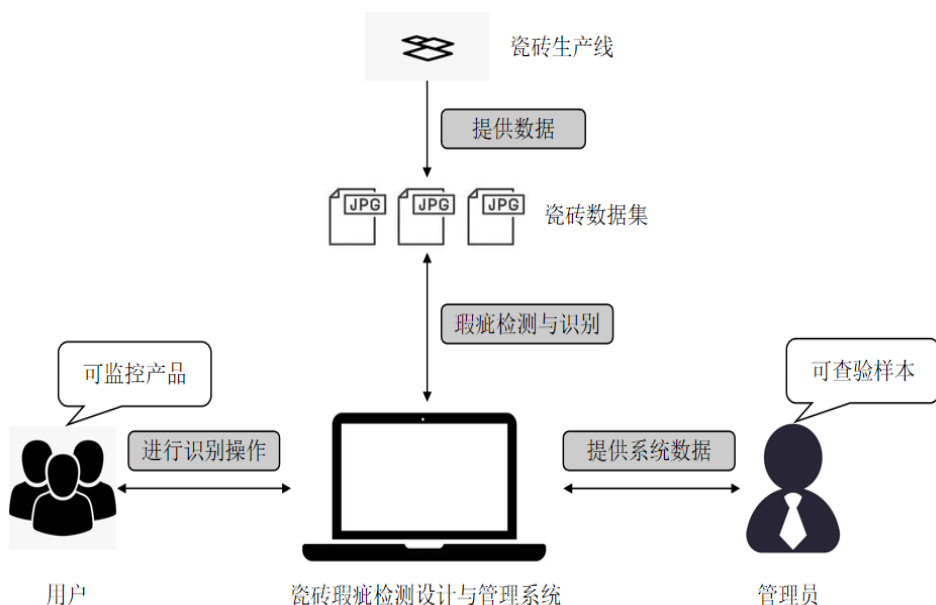 瓷砖生产线
提供数据
JPG JPG JPG
瓷砖数据集
瑕疵检测与识别
可监控产品
可查验样本
进行识别操作
提供系统数据
用户
瓷砖瑕疵检测设计与管理系统
管理员